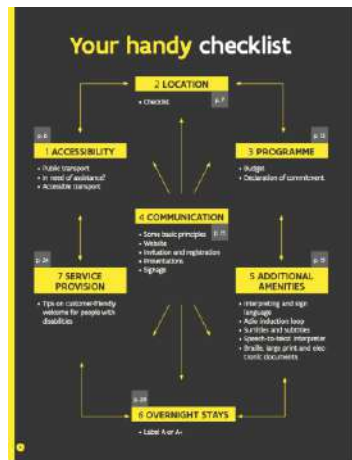 Your handy checklist
2 LOCATION
• Checklist
p. 7
p. 6
1 ACCESSIBILITY
• Public transport
• In need of assistance?
• Accessible transport
3 PROGRAMME
• Budget
• Declaration of commitment
4 COMMUNICATION
• Some basic principles
• Website
• Invitation and registration
• Presentations
• Signage
7 SERVICE
PROVISION
• Tips on customer-friendly
welcome for people with
disabilities
5 ADDITIONAL
AMENITIES
• Interpreting and sign
language
• Audio induction loop
• Surtitles and subtitles
• Speech-to-text interpreter
• Braille, large print and elec
tronic documents
6 OVERNIGHT STAYS
• Label A or A+